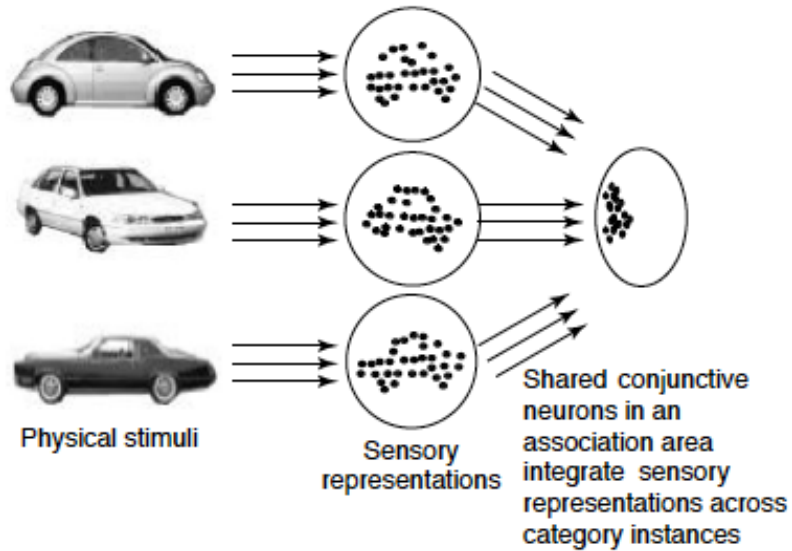 Physical stimuli
Sensory
representations
Shared conjunctive
neurons in an
association area
integrate sensory
representations across
category instances